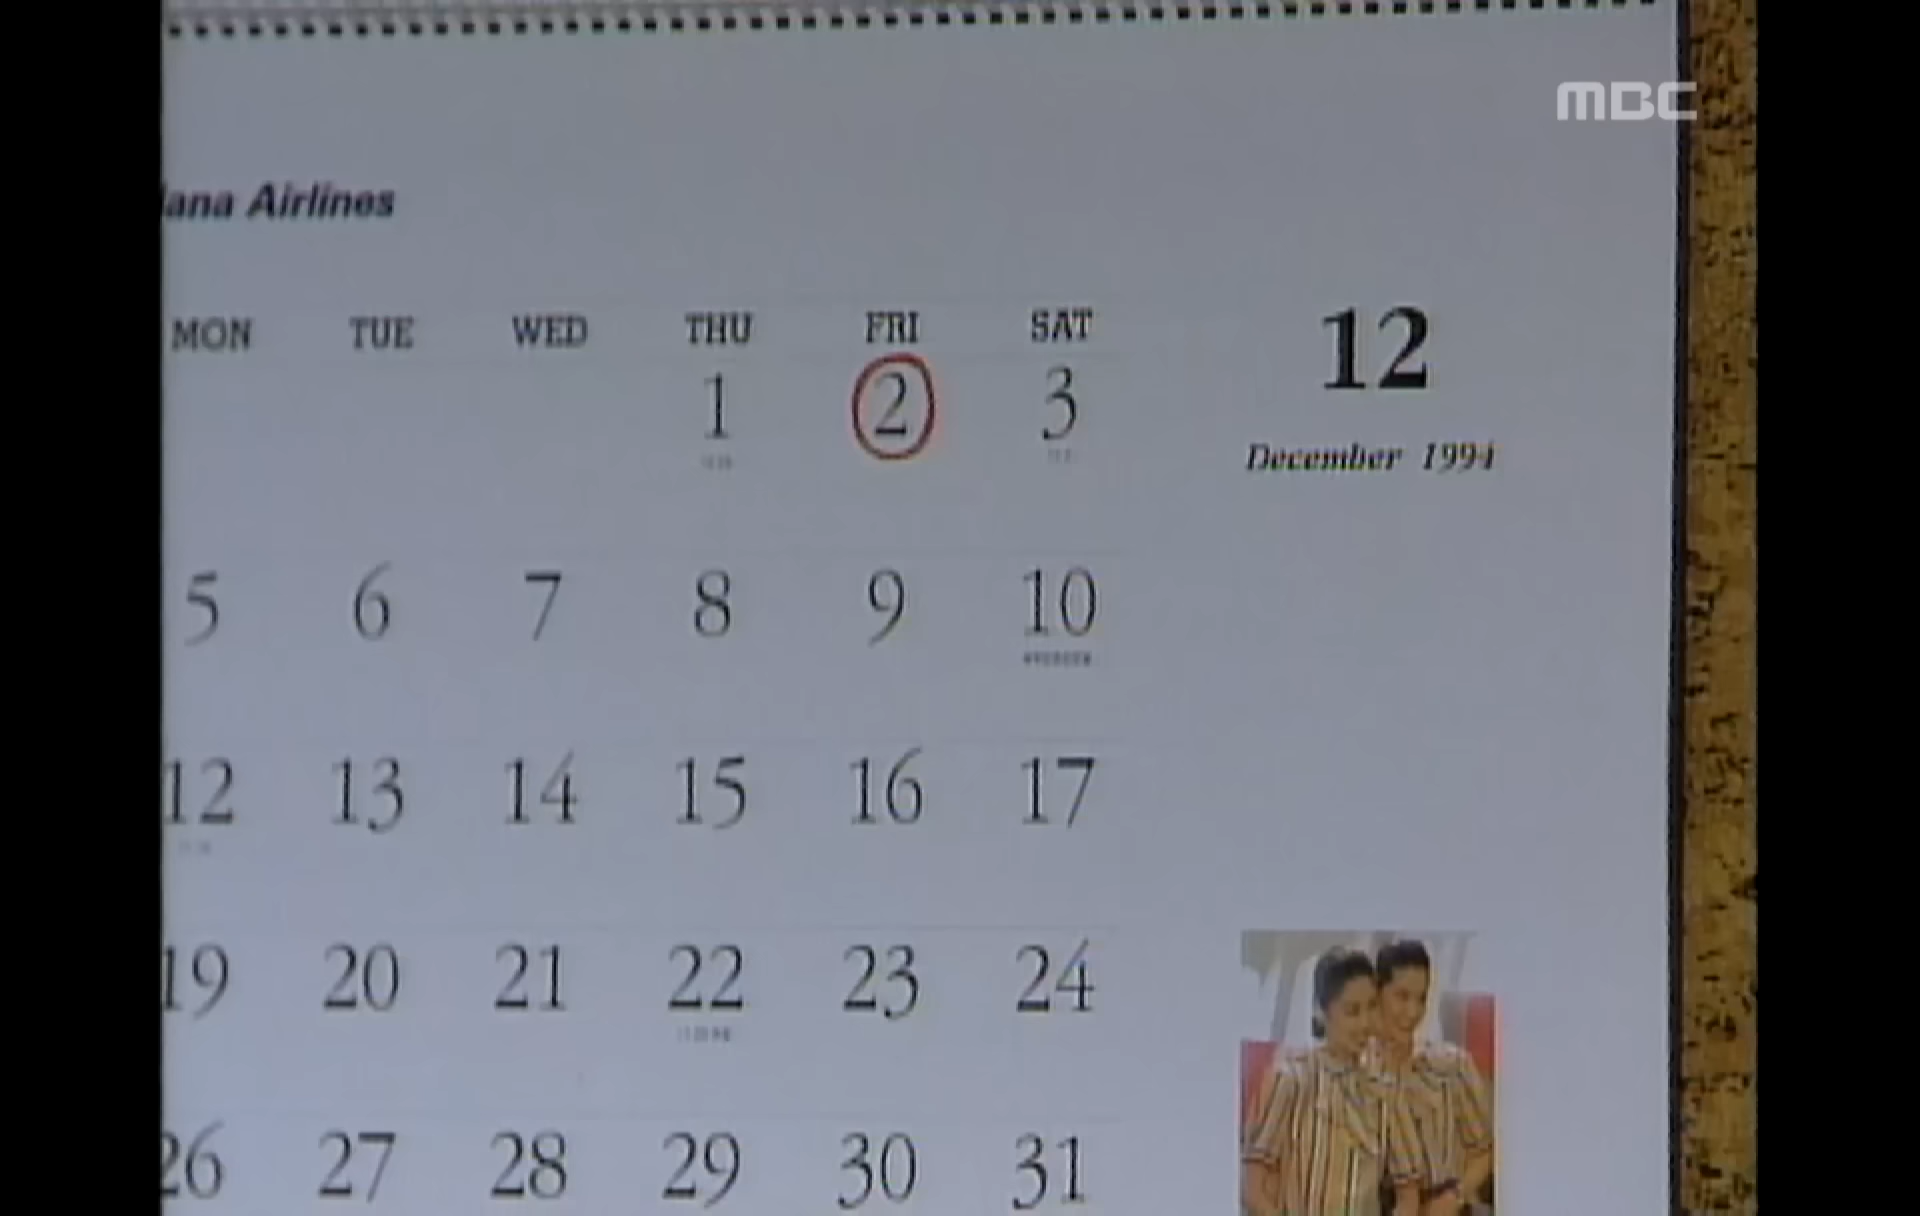 MBC
iana Airlines
MON TUE WED THU FRI SAT
12
December 1994
1 2 3
5 6 7 8 9 10
12 13 14 15 16 17
19 20 21 22 23 24
26 27 28 29 30 31